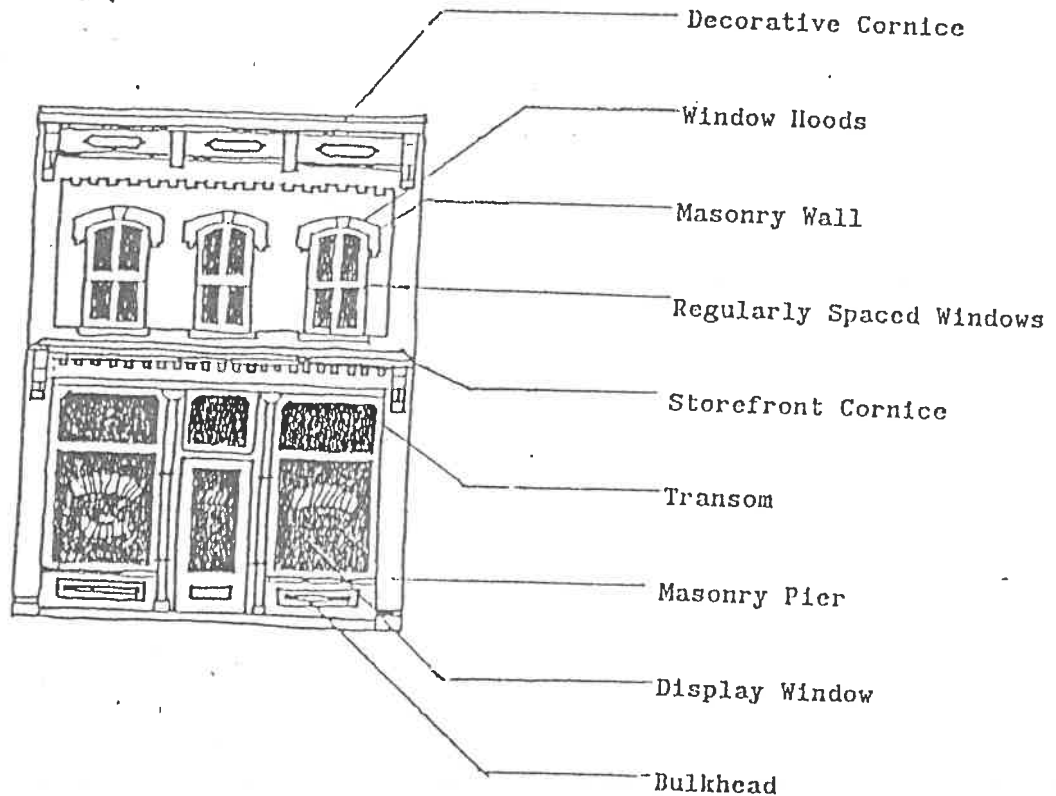 Decorative Cornice
Window Hoods
Masonry Wall
Regularly Spaced Windows
Storefront Cornice
Transom
Masonry Pier
Display Window
Bulkhead